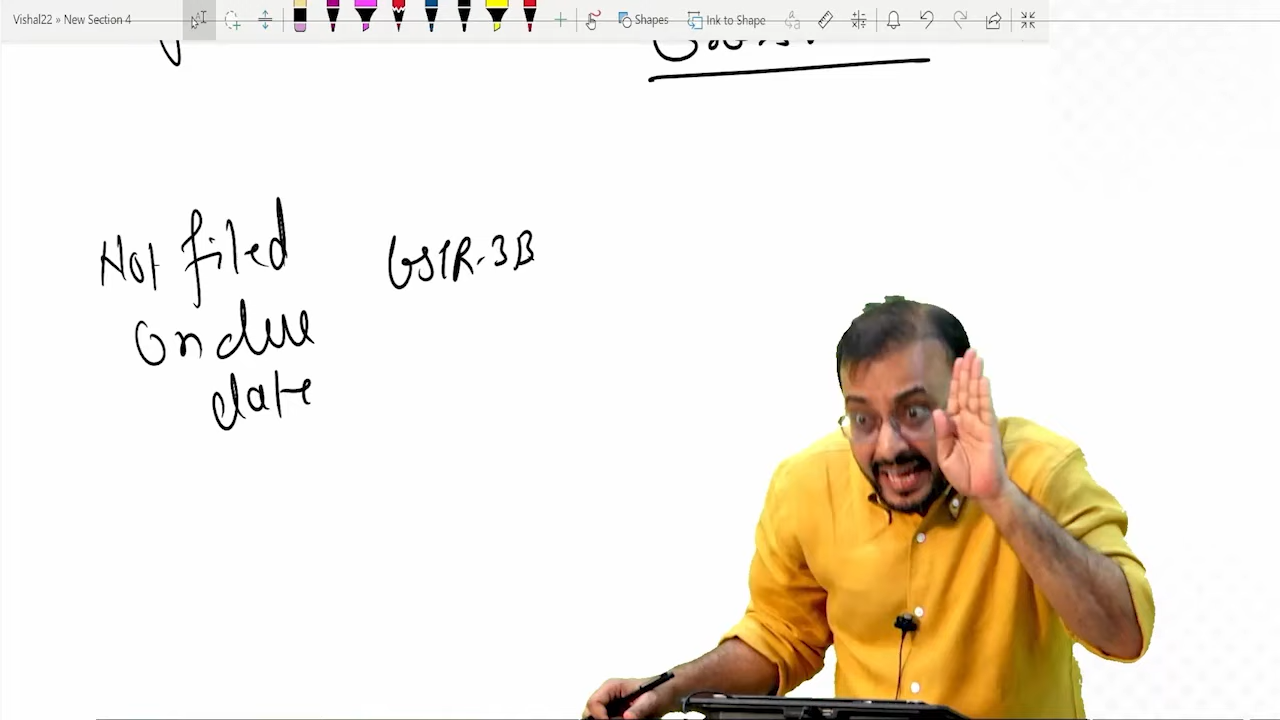 Vishal22 » New Section 4
Shapes
Ink to Shape
Not filed GSTR-3B
On due
date